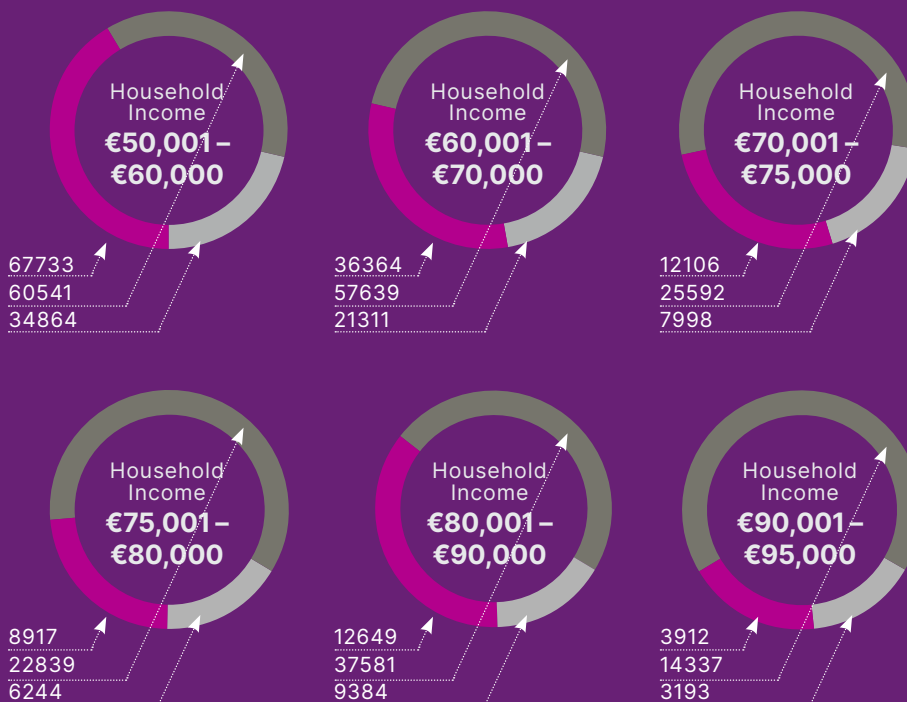 Household
Income
€50,001–
€60,000
67733
60541
34864
Household
Income
€60,001–
€70,000
36364
57639
21311
Household
Income
€70,001–
€75,000
12106
25592
7998
Household
Income
€75,001–
€80,000
8917
22839
6244
Household
Income
€80,001–
€90,000
12649
37581
9384
Household
Income
€90,001–
€95,000
3912
14337
3193